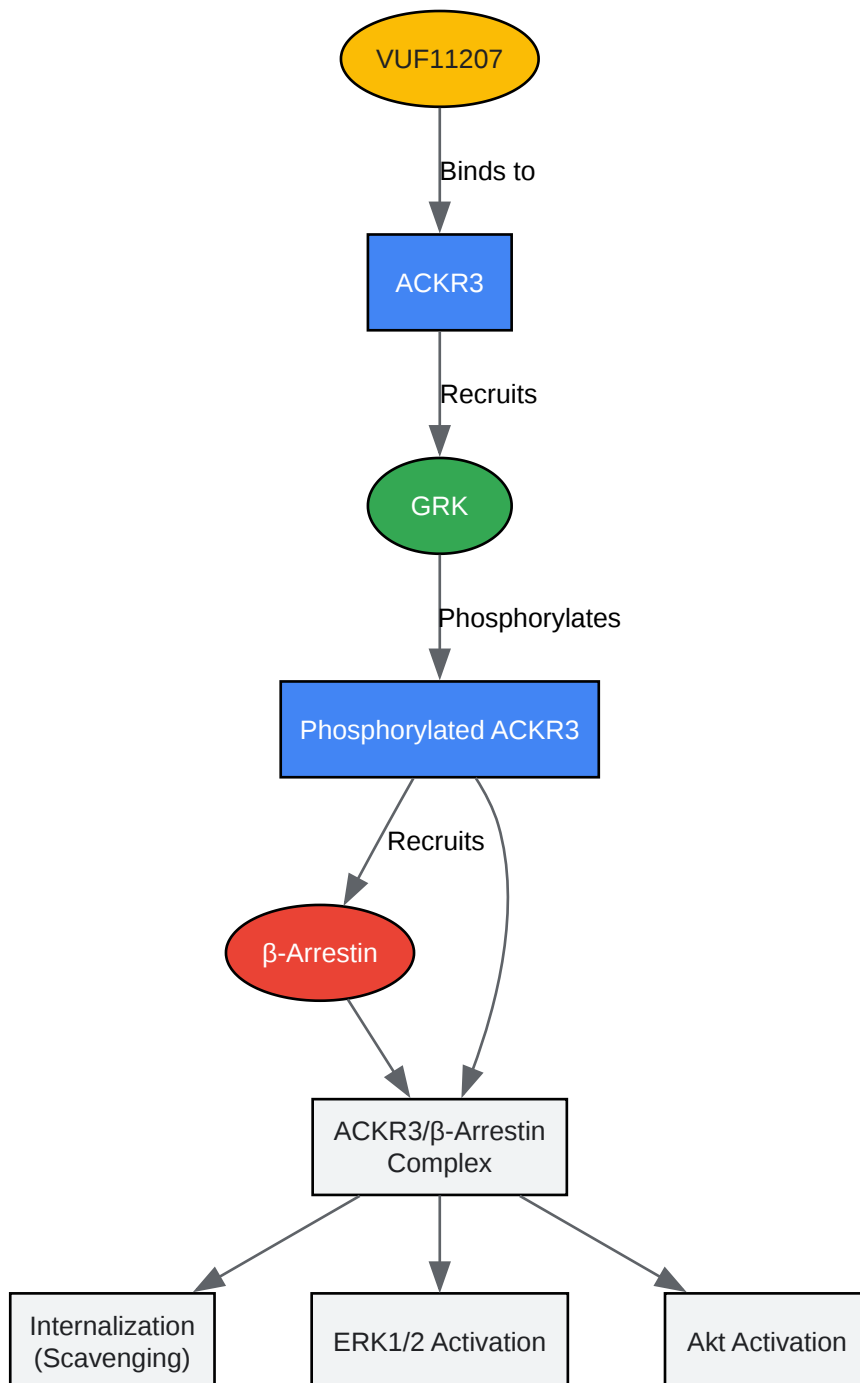 VUF11207
Binds to
ACKR3
Recruits
GRK
Phosphorylates
Phosphorylated ACKR3
Recruits
β-Arrestin
ACKR3/β-Arrestin
Complex
Internalization
(Scavenging)
ERK1/2 Activation
Akt Activation